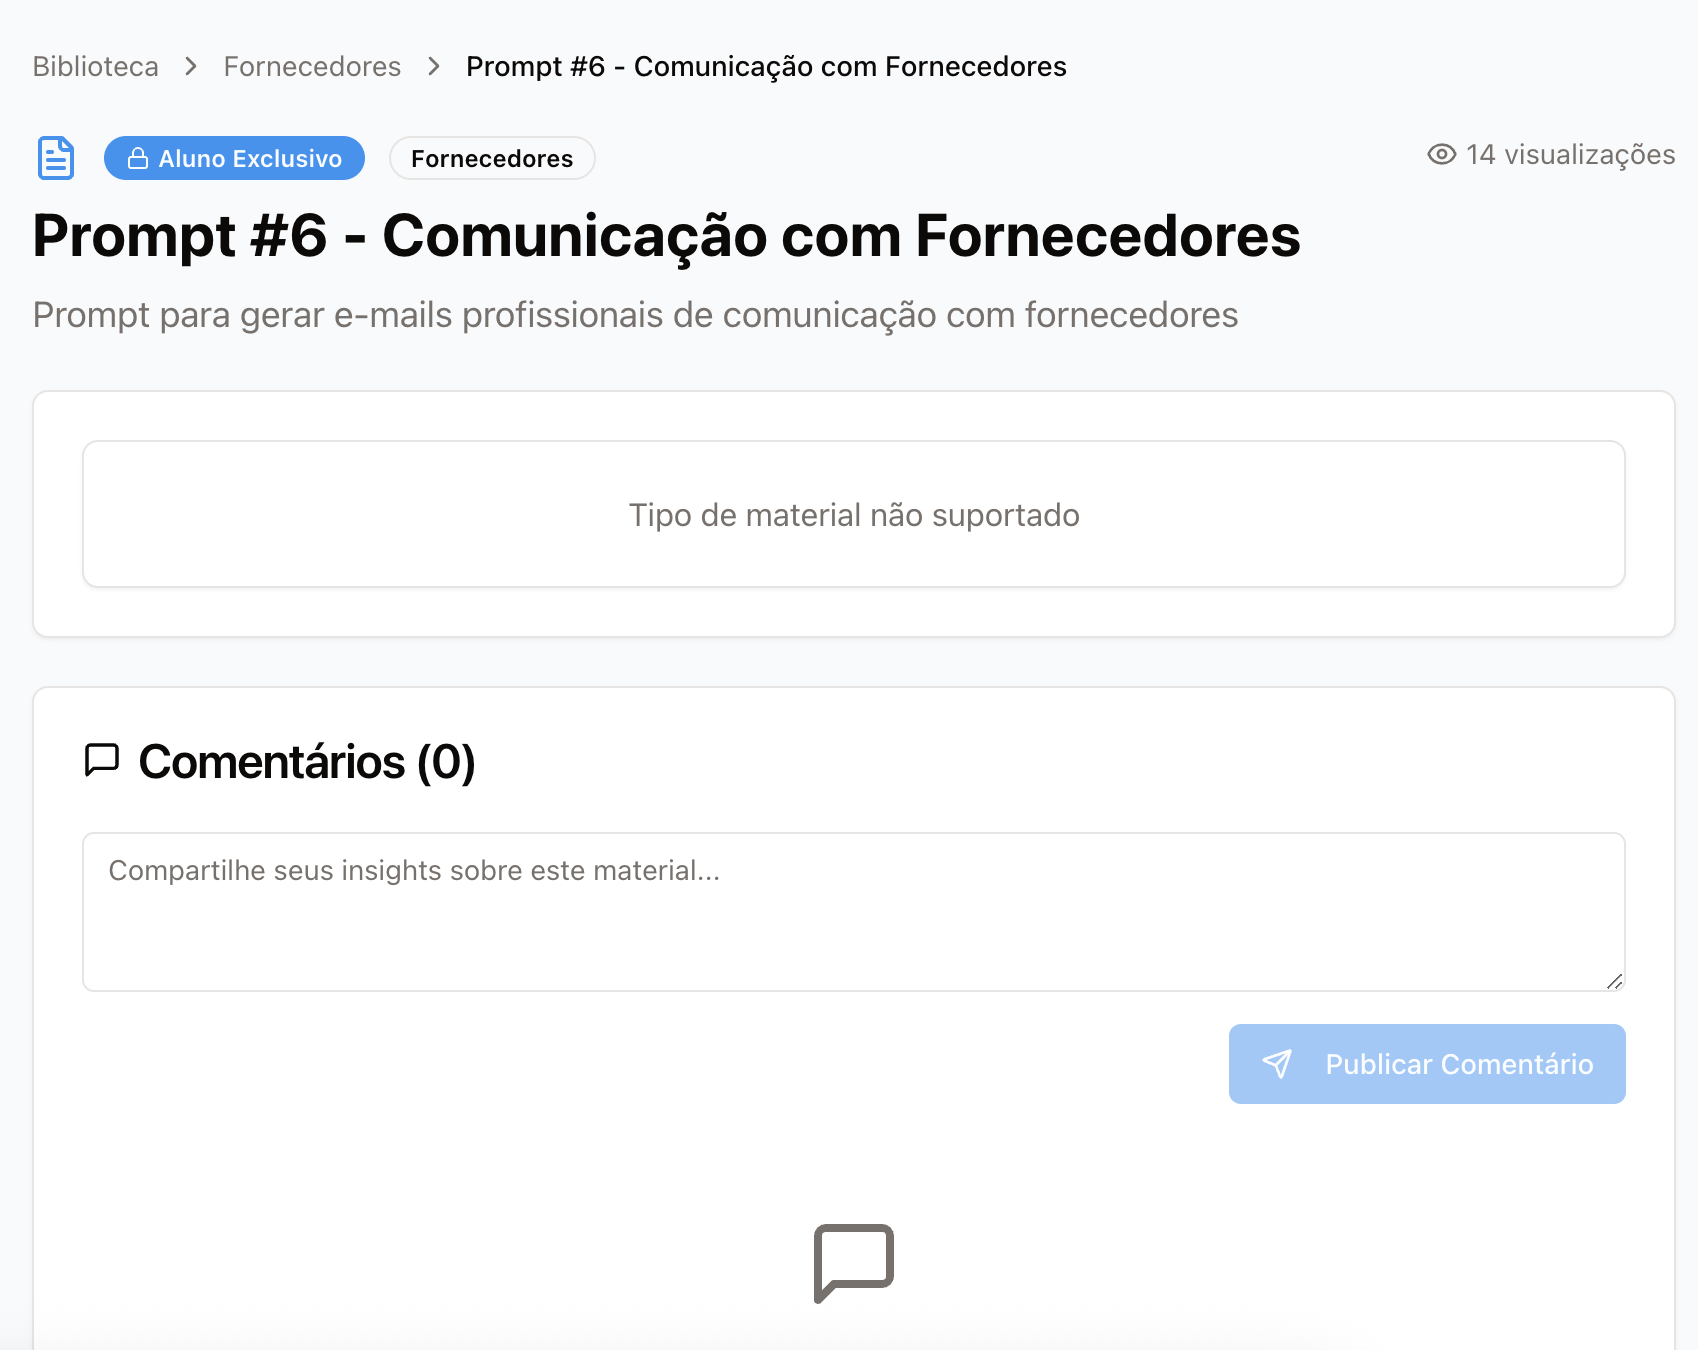 Biblioteca > Fornecedores > Prompt #6 - Comunicação com Fornecedores
Aluno Exclusivo Fornecedores 14 visualizações
Prompt #6 - Comunicação com Fornecedores
Prompt para gerar e-mails profissionais de comunicação com fornecedores
Tipo de material não suportado
Comentários (0)
Compartilhe seus insights sobre este material...
Publicar Comentário